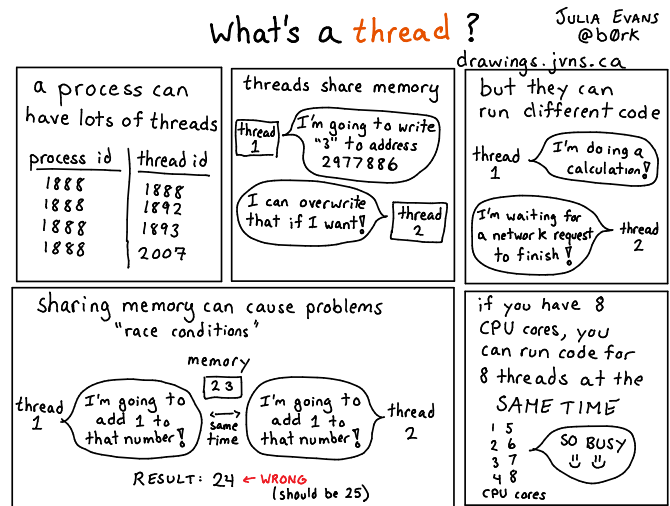 What's a thread?
JULIA EVANS
@b0rk
drawings.jvns.ca
a process can
have lots of threads
process id thread id
1888 1888
1888 1892
1888 1893
1888 2007
threads share memory
thread
1
I'm going to write
"3" to address
2977886
I can overwrite
that if I want!
thread
2
but they can
run different code
thread
1
I'm doing a
calculation!
I'm waiting for
a network request
to finish!
thread
2
sharing memory can cause problems
"race conditions"
memory
23
thread
1
I'm going to
add 1 to
that number!
same
time
I'm going to
add 1 to
that number!
thread
2
RESULT: 24 ← WRONG
(should be 25)
if you have 8
CPU cores, you
can run code for
8 threads at the
SAME TIME
1 5
2 6
3 7
4 8
CPU cores
SO BUSY